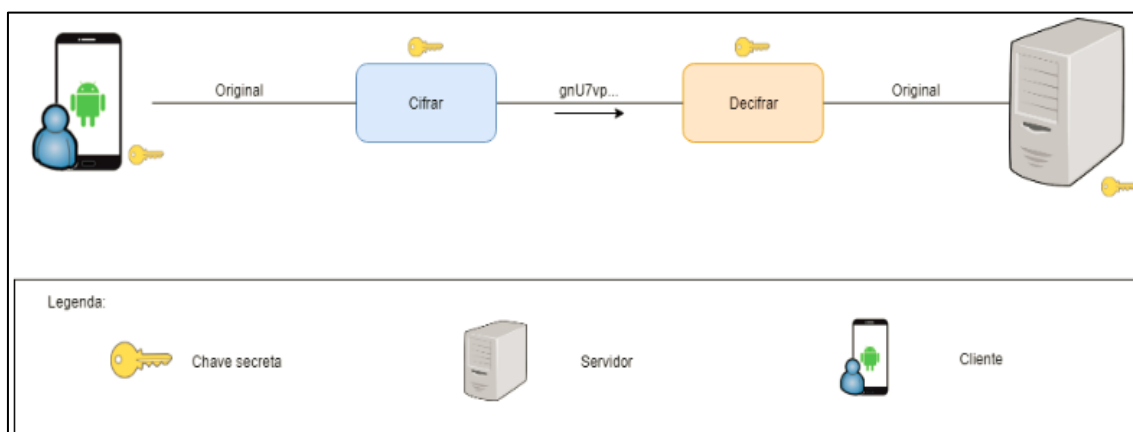 Original
Cifrar
gnU7vp...
Decifrar
Original
Legenda:
Chave secreta
Servidor
Cliente